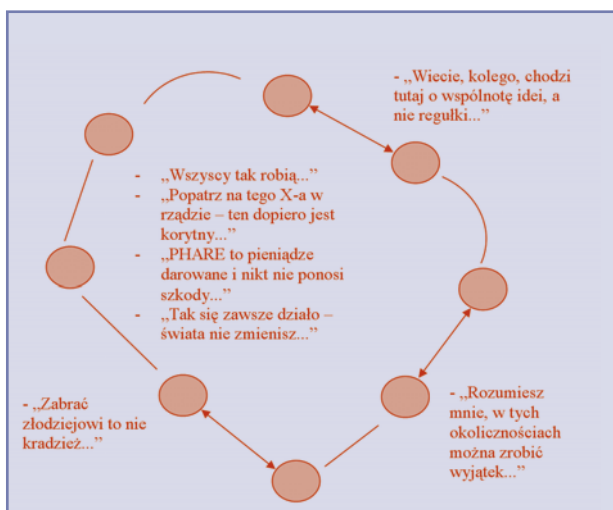 - „Wiecie, kolego, chodzi
tutaj o wspólnotę idei, a
nie regułki...”
- „Wszyscy tak robią...”
- „Popatrz na tego X-a w
rządzie – ten dopiero jest
korytny...”
- „PHARE to pieniądze
darowane i nikt nie ponosi
szkody...”
- „Tak się zawsze działo –
świata nie zmienisz...”
- „Zabrać
złodziejowi to nie
kradzież...”
- „Rozumiesz
mnie, w tych
okolicznościach
można zrobić
wyjątek...”